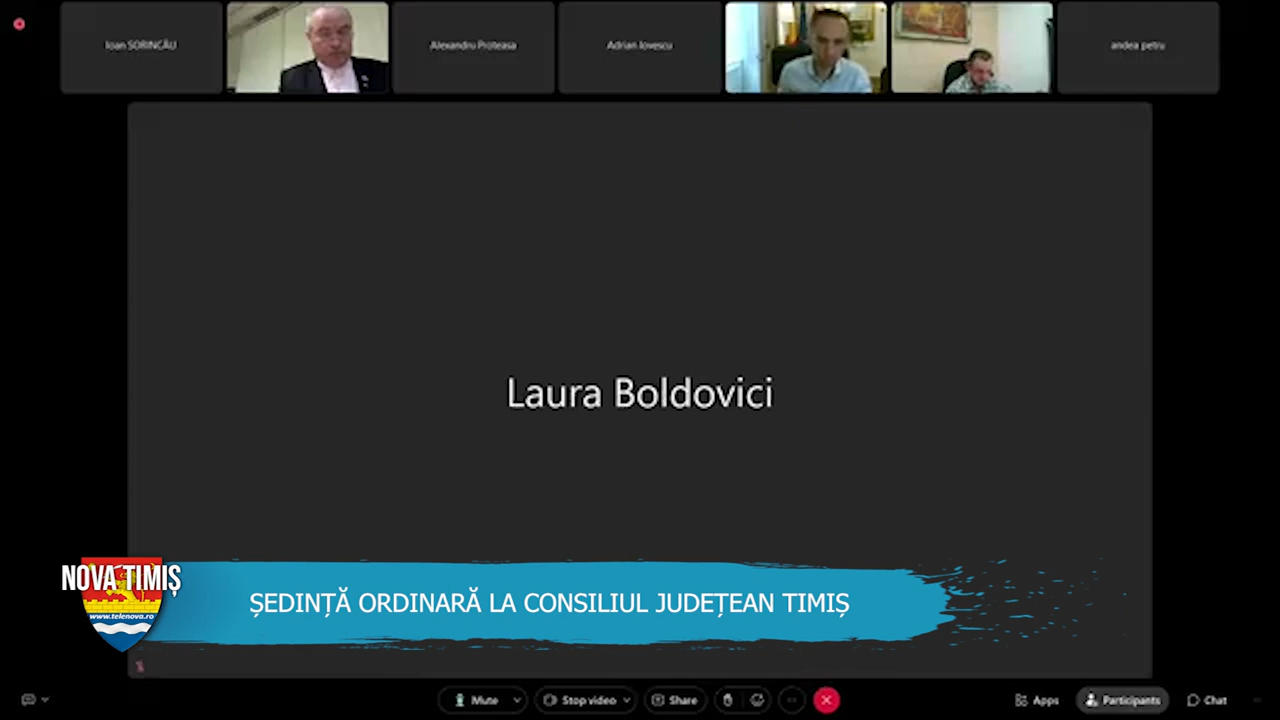 Ioan SORINCĂU
Alexandru Proteasa
Adrian Iovescu
andea petru
Laura Boldovici
NOVA TIMIȘ
www.telenova.ro
ȘEDINȚĂ ORDINARĂ LA CONSILIUL JUDEȚEAN TIMIȘ
Mute
Stop video
Share
Apps
Participants
Chat